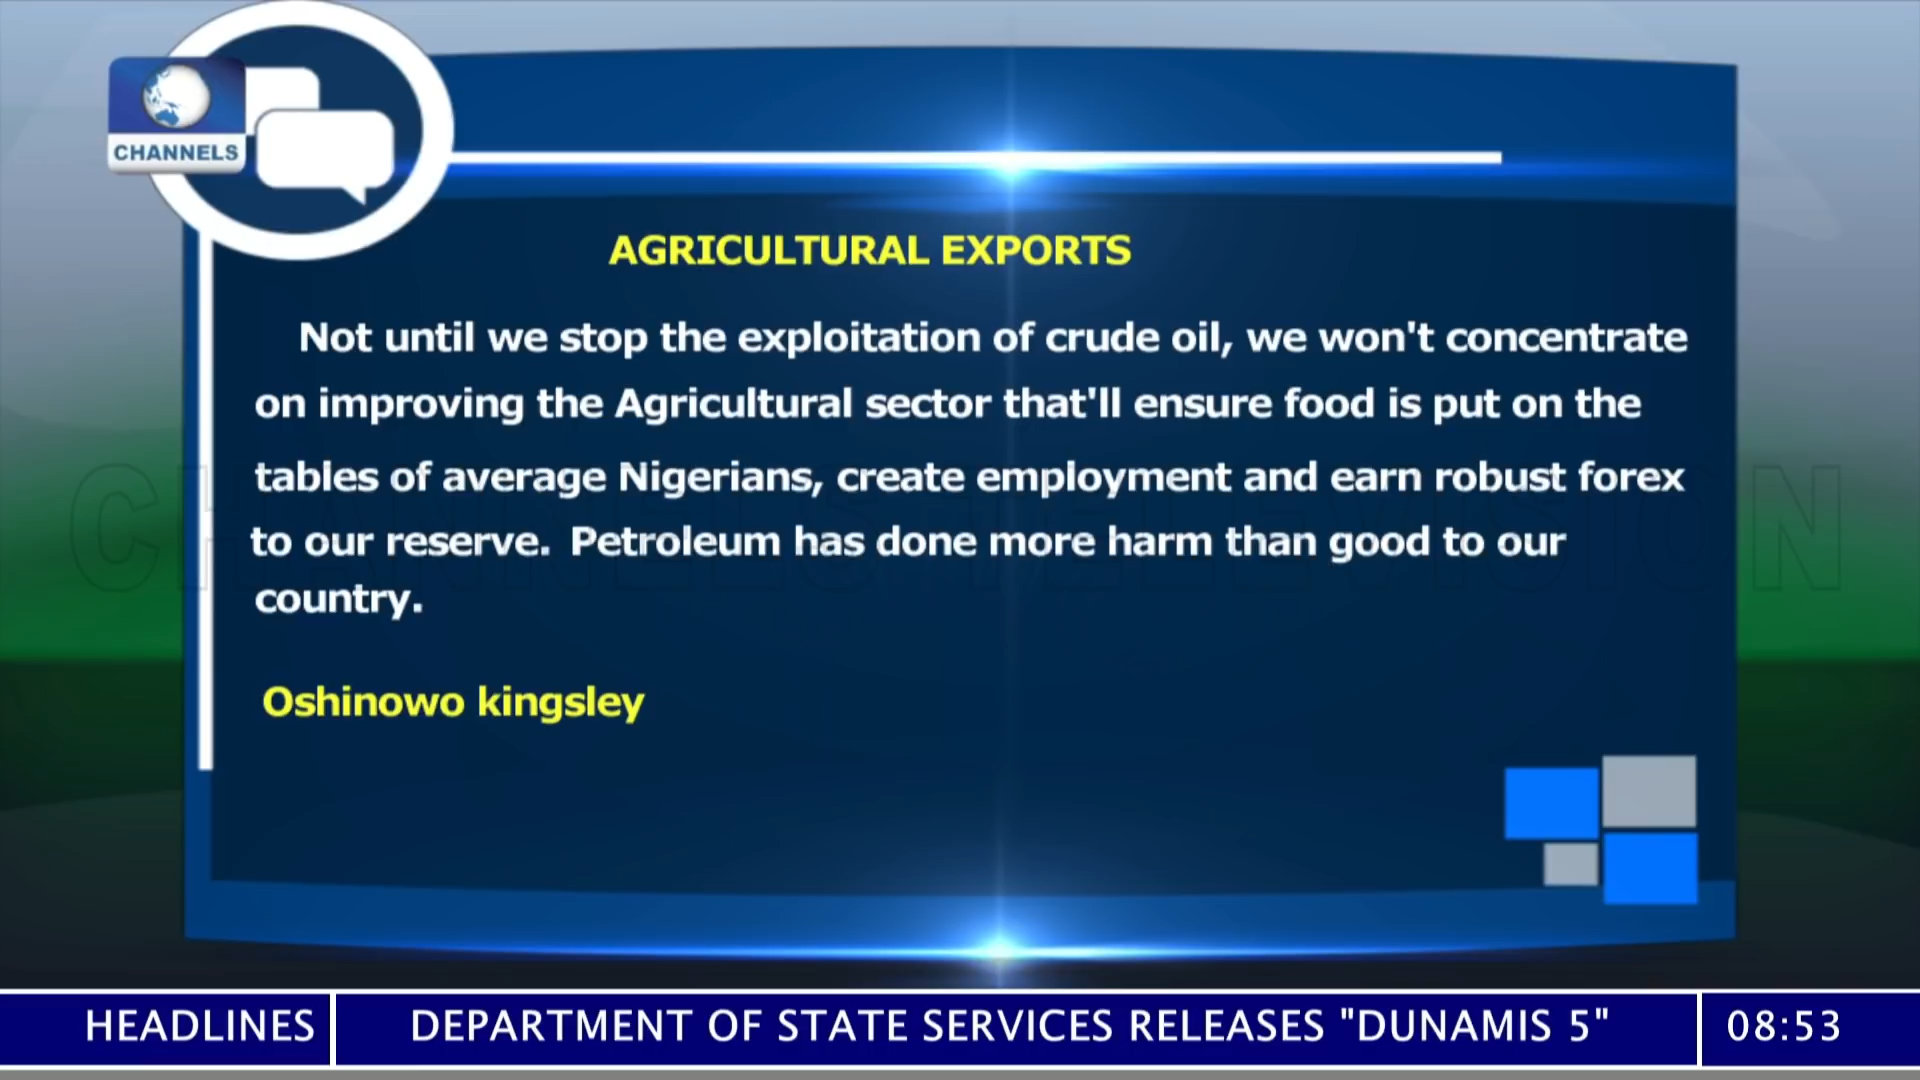 CHANNELS
AGRICULTURAL EXPORTS
Not until we stop the exploitation of crude oil, we won't concentrate
on improving the Agricultural sector that'll ensure food is put on the
tables of average Nigerians, create employment and earn robust forex
to our reserve. Petroleum has done more harm than good to our
country.
CHANNELS TELEVISION
Oshinowo kingsley
HEADLINES
DEPARTMENT OF STATE SERVICES RELEASES "DUNAMIS 5"
08:53